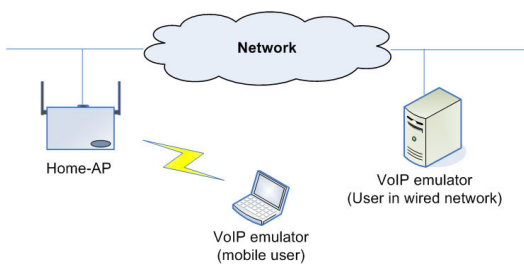 Network
Home-AP
VoIP emulator
(User in wired network)
VoIP emulator
(mobile user)